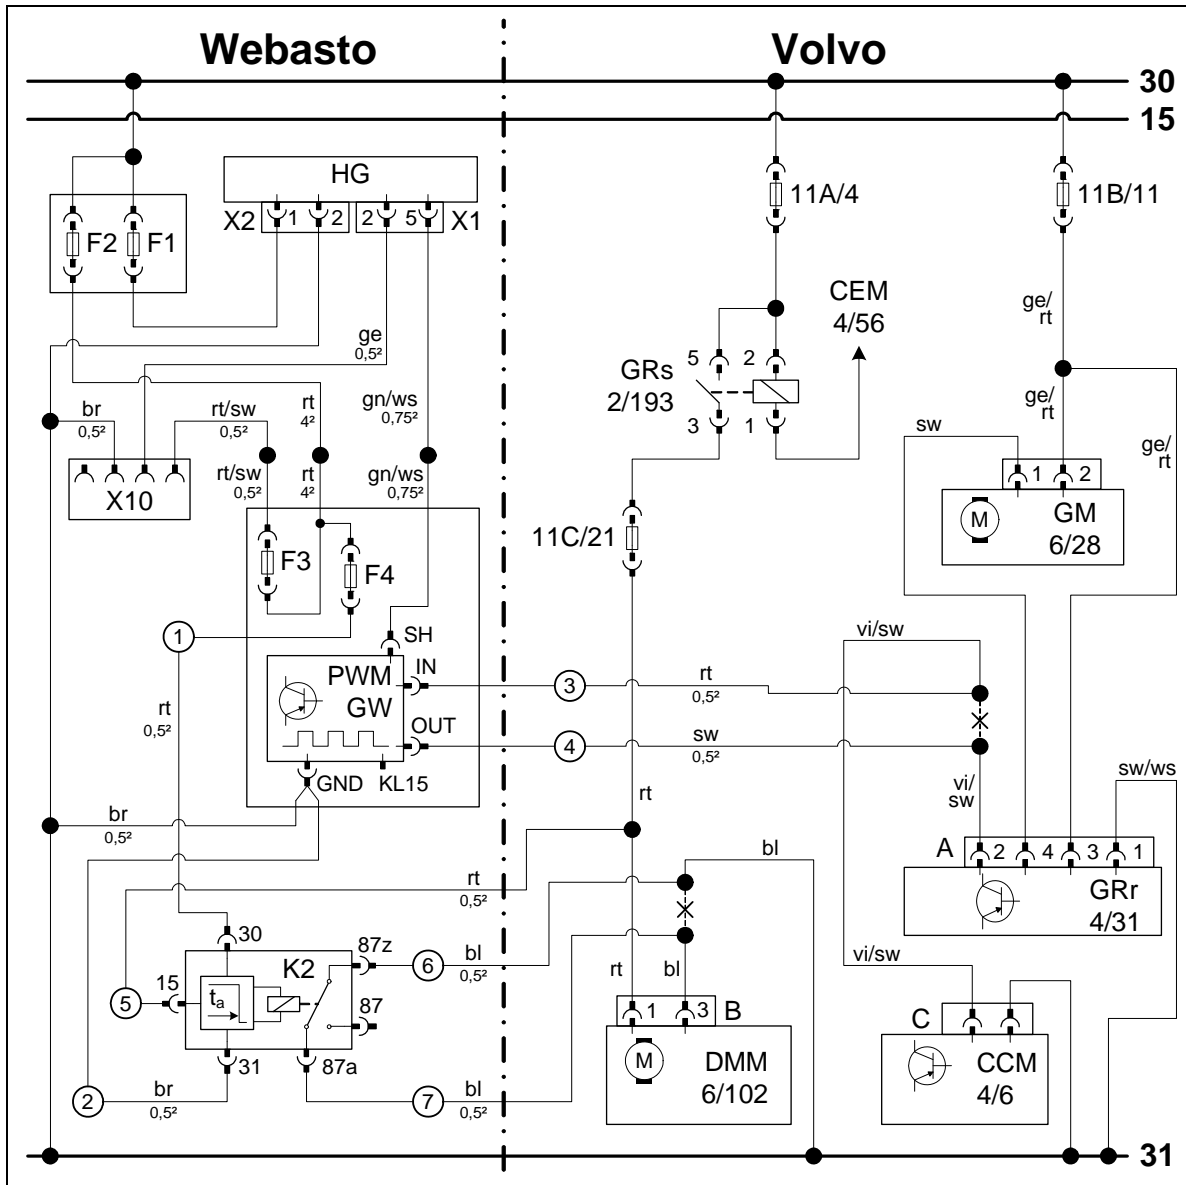 Webasto
Volvo
30
15
HG
X2
1
2
2
5
X1
F2
F1
11A/4
11B/11
CEM
4/56
ge/
rt
ge
0,5²
GRs
2/193
5
2
3
1
br
0,5²
rt/sw
0,5²
rt
4²
gn/ws
0,75²
rt/sw
0,5²
rt
4²
gn/ws
0,75²
X10
sw
ge/
rt
ge/
rt
1
2
GM
6/28
M
11C/21
F3
F4
1
SH
PWM
GW
IN
OUT
GND
KL15
3
rt
0,5²
4
sw
0,5²
vi/sw
rt
0,5²
vi/
sw
sw/ws
rt
br
0,5²
A
2
4
3
1
GRr
4/31
bl
rt
0,5²
30
K2
87z
6
bl
0,5²
15
5
ta
87
31
87a
2
br
0,5²
7
bl
0,5²
rt
bl
1
3
B
M
DMM
6/102
vi/sw
C
CCM
4/6
31